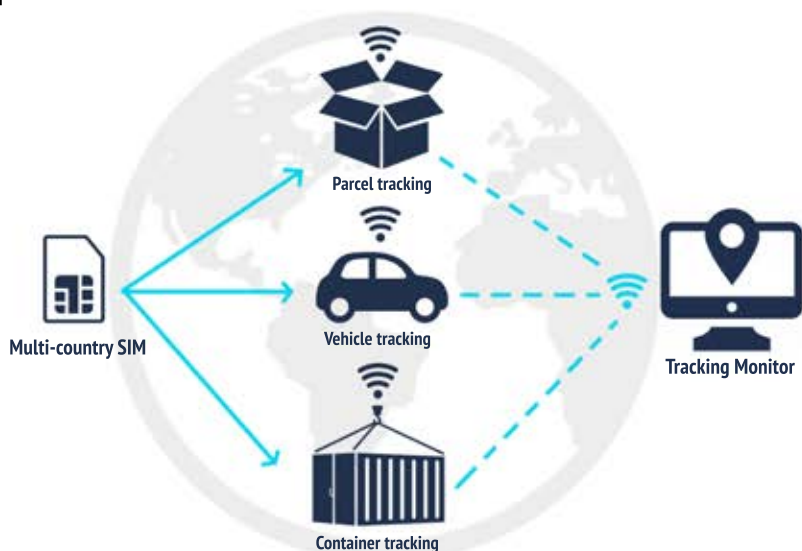 Parcel tracking
Multi-country SIM
Vehicle tracking
Tracking Monitor
Container tracking